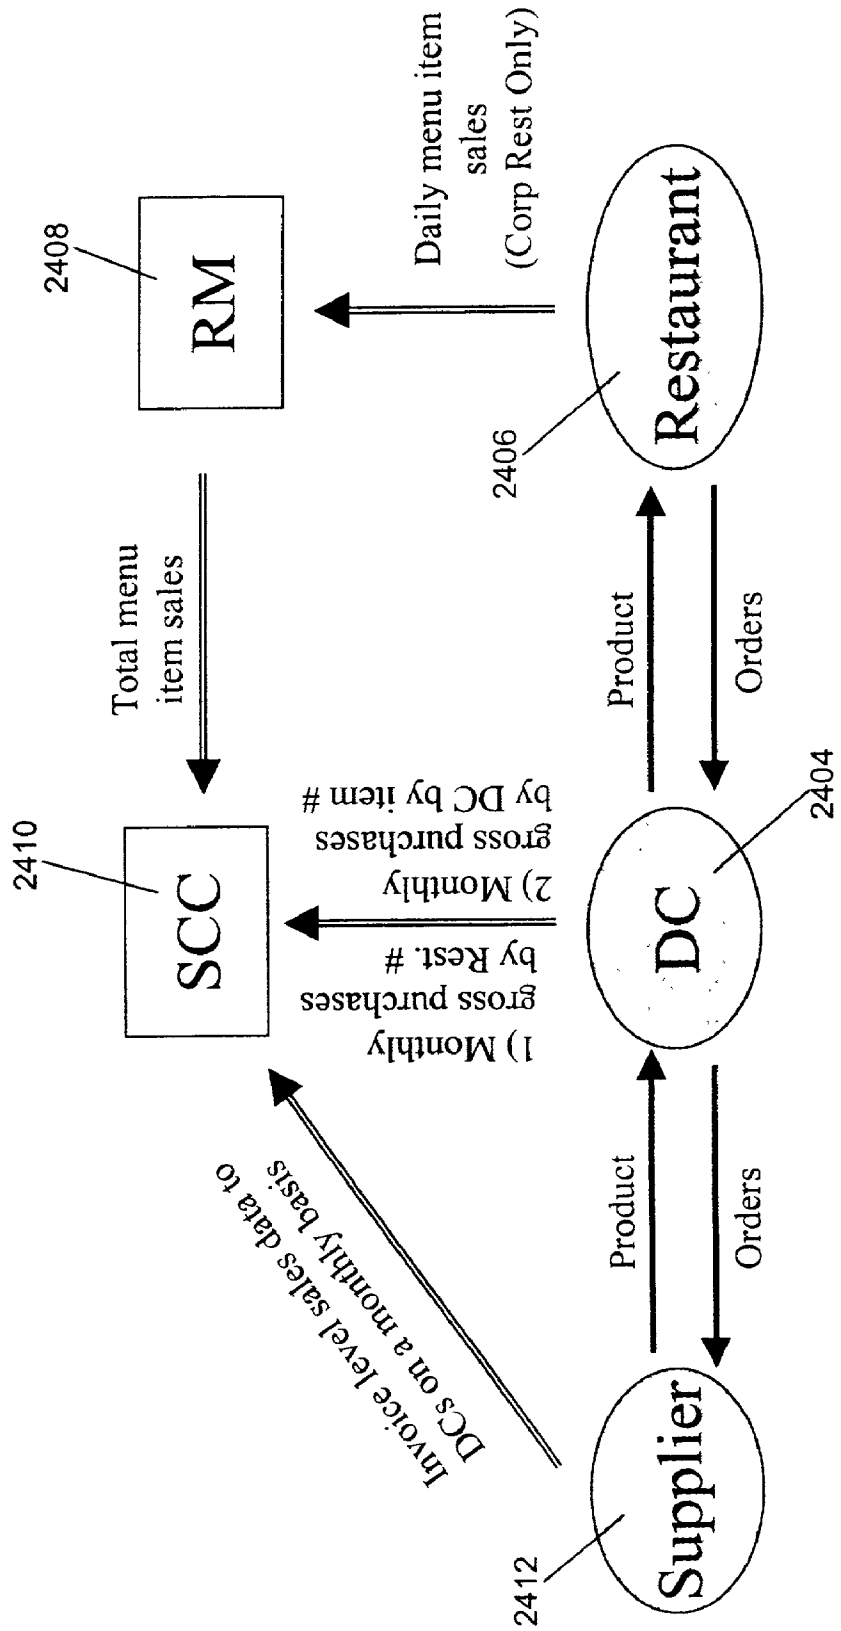 2410
SCC
Total menu
item sales
2408
RM
Invoice level sales data to
DCs on a monthly basis
1) Monthly
gross purchases
by Rest. #
2) Monthly
gross purchases
by DC by item #
Daily menu item
sales
(Corp Rest Only)
2412
Supplier
Product
Orders
DC
2404
Product
Orders
2406
Restaurant